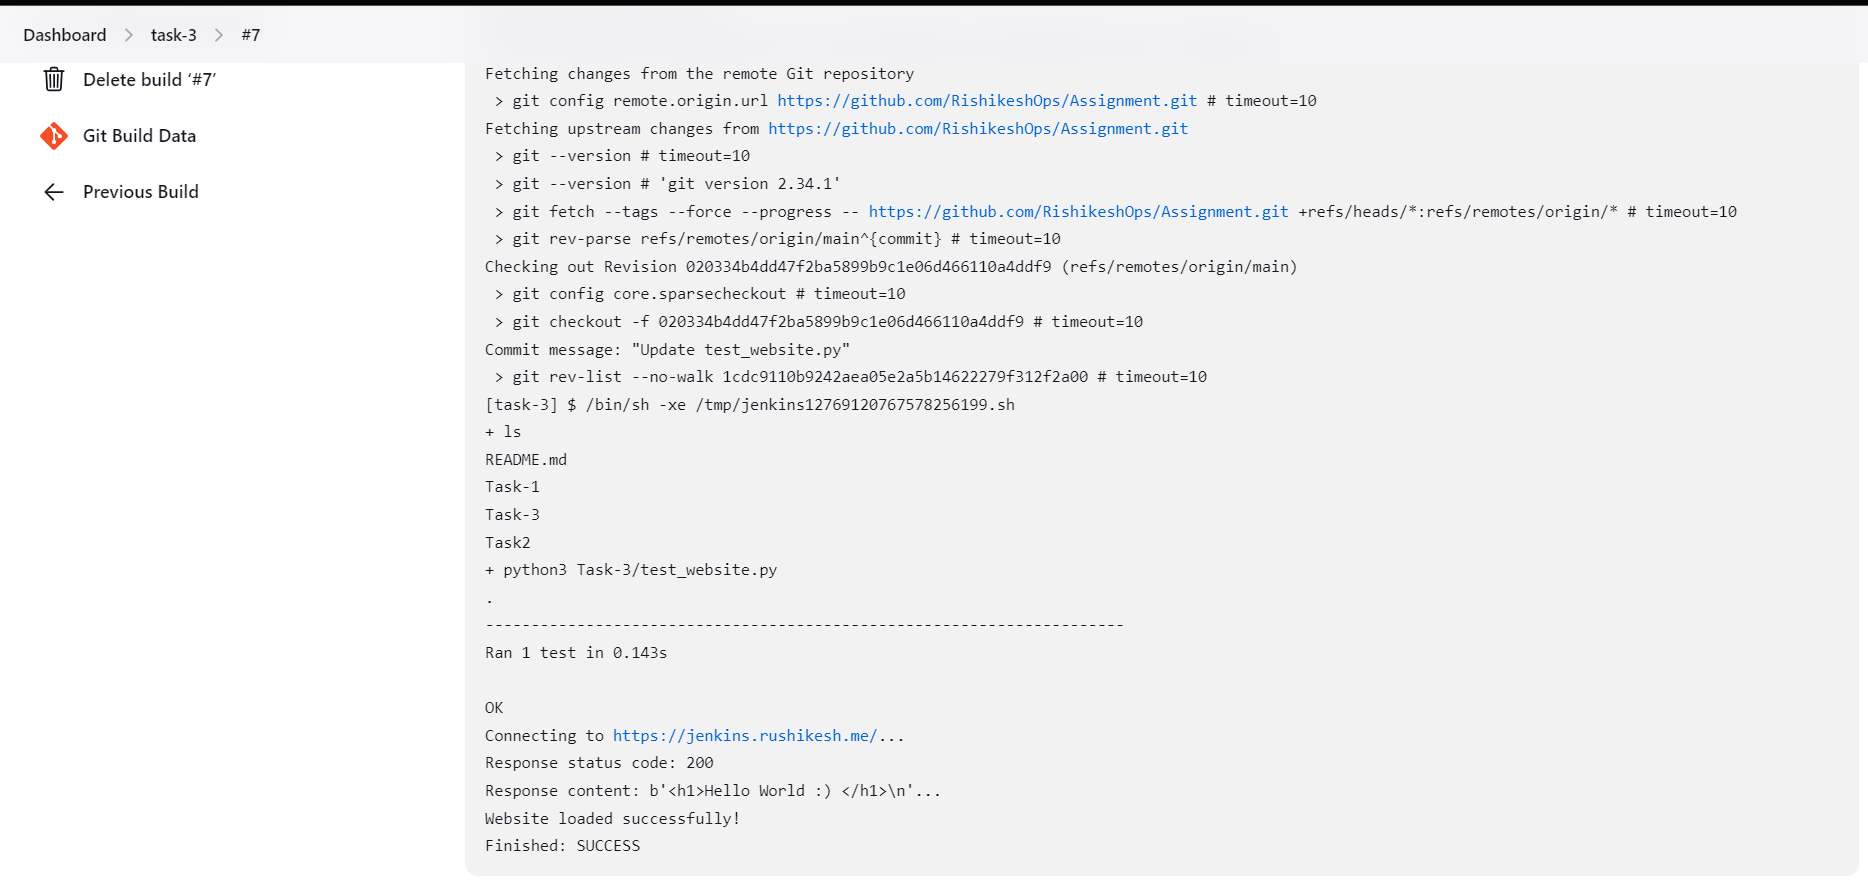 Dashboard > task-3 > #7
Delete build ‘#7’
Git Build Data
Previous Build
Fetching changes from the remote Git repository
 > git config remote.origin.url https://github.com/RishikeshOps/Assignment.git # timeout=10
Fetching upstream changes from https://github.com/RishikeshOps/Assignment.git
 > git --version # timeout=10
 > git --version # 'git version 2.34.1'
 > git fetch --tags --force --progress -- https://github.com/RishikeshOps/Assignment.git +refs/heads/*:refs/remotes/origin/* # timeout=10
 > git rev-parse refs/remotes/origin/main^{commit} # timeout=10
Checking out Revision 020334b4dd47f2ba5899b9c1e06d466110a4ddf9 (refs/remotes/origin/main)
 > git config core.sparsecheckout # timeout=10
 > git checkout -f 020334b4dd47f2ba5899b9c1e06d466110a4ddf9 # timeout=10
Commit message: "Update test_website.py"
 > git rev-list --no-walk 1cdc9110b9242aea05e2a5b14622279f312f2a00 # timeout=10
[task-3] $ /bin/sh -xe /tmp/jenkins12769120767578256199.sh
+ ls
README.md
Task-1
Task-3
Task2
+ python3 Task-3/test_website.py
.
----------------------------------------------------------------------
Ran 1 test in 0.143s

OK
Connecting to https://jenkins.rushikesh.me/...
Response status code: 200
Response content: b'<h1>Hello World :) </h1>\n'...
Website loaded successfully!
Finished: SUCCESS